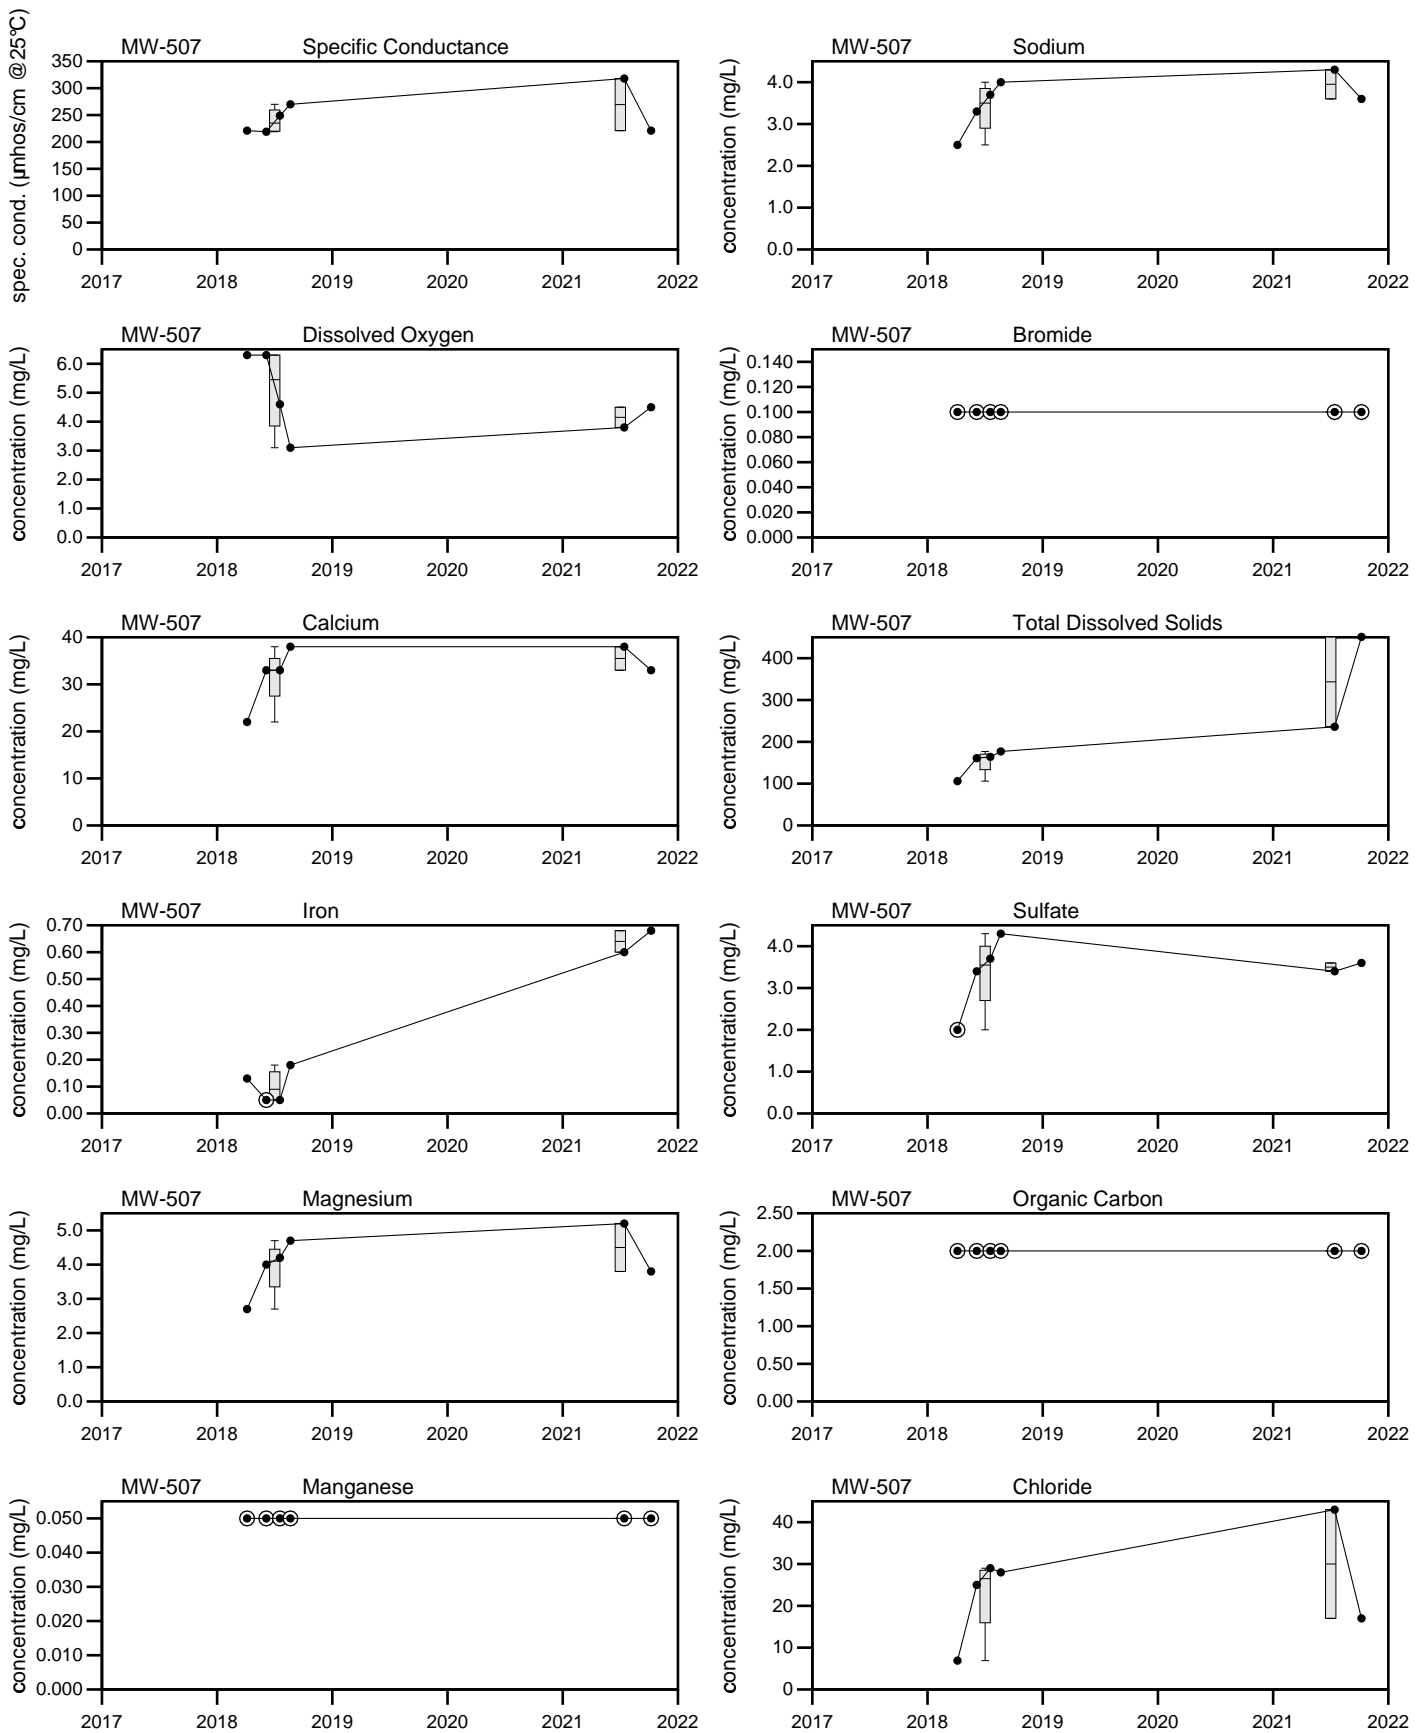 MW-507 Specific Conductance
spec. cond. (µmhos/cm @25°C)
350
300
250
200
150
100
50
0
2017 2018 2019 2020 2021 2022
MW-507 Sodium
concentration (mg/L)
4.0
3.0
2.0
1.0
0.0
2017 2018 2019 2020 2021 2022
MW-507 Dissolved Oxygen
concentration (mg/L)
6.0
5.0
4.0
3.0
2.0
1.0
0.0
2017 2018 2019 2020 2021 2022
MW-507 Bromide
concentration (mg/L)
0.140
0.120
0.100
0.080
0.060
0.040
0.020
0.000
2017 2018 2019 2020 2021 2022
MW-507 Calcium
concentration (mg/L)
40
30
20
10
0
2017 2018 2019 2020 2021 2022
MW-507 Total Dissolved Solids
concentration (mg/L)
400
300
200
100
0
2017 2018 2019 2020 2021 2022
MW-507 Iron
concentration (mg/L)
0.70
0.60
0.50
0.40
0.30
0.20
0.10
0.00
2017 2018 2019 2020 2021 2022
MW-507 Sulfate
concentration (mg/L)
4.0
3.0
2.0
1.0
0.0
2017 2018 2019 2020 2021 2022
MW-507 Magnesium
concentration (mg/L)
5.0
4.0
3.0
2.0
1.0
0.0
2017 2018 2019 2020 2021 2022
MW-507 Organic Carbon
concentration (mg/L)
2.50
2.00
1.50
1.00
0.50
0.00
2017 2018 2019 2020 2021 2022
MW-507 Manganese
concentration (mg/L)
0.050
0.040
0.030
0.020
0.010
0.000
2017 2018 2019 2020 2021 2022
MW-507 Chloride
concentration (mg/L)
40
30
20
10
0
2017 2018 2019 2020 2021 2022